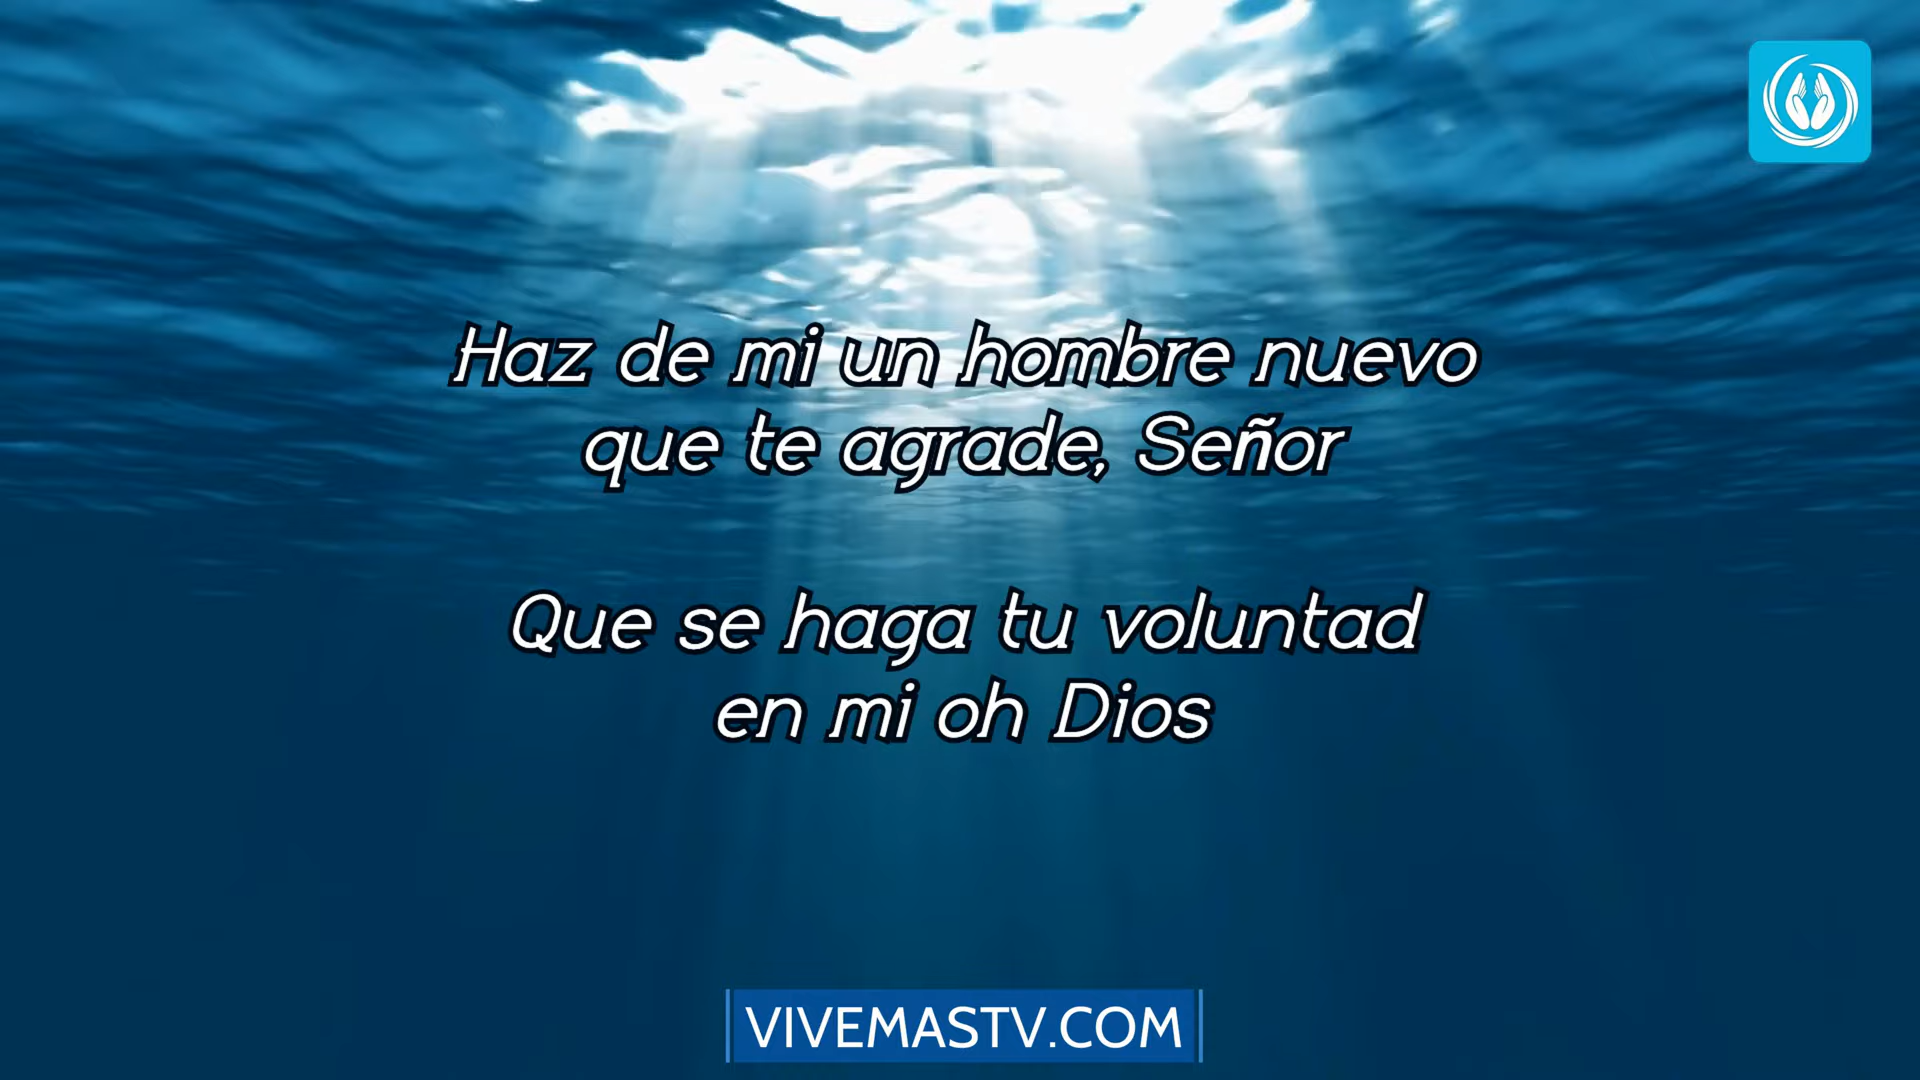 Haz de mi un hombre nuevo
que te agrade, Señor
Que se haga tu voluntad
en mi oh Dios
VIVEMASTV.COM